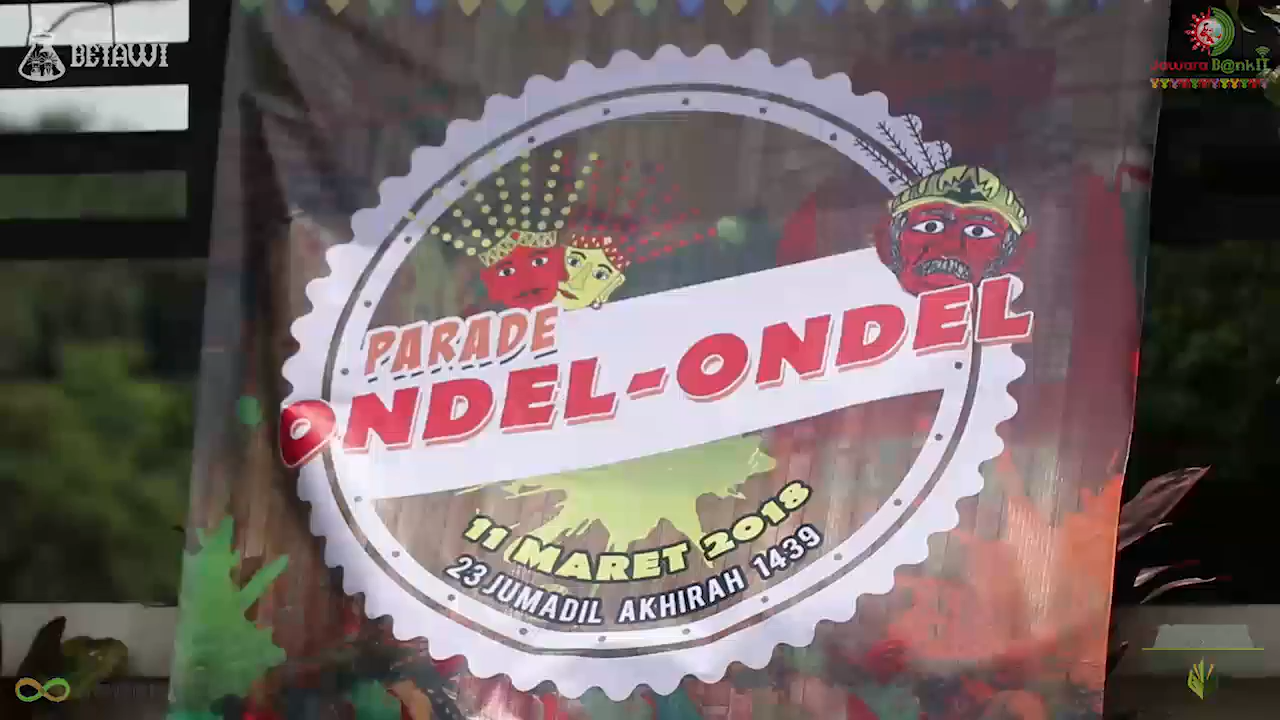 BETAWI
Jawara B@nkIT
PARADE
ONDEL-ONDEL
11 MARET 2018
23 JUMADIL AKHIRAH 1439